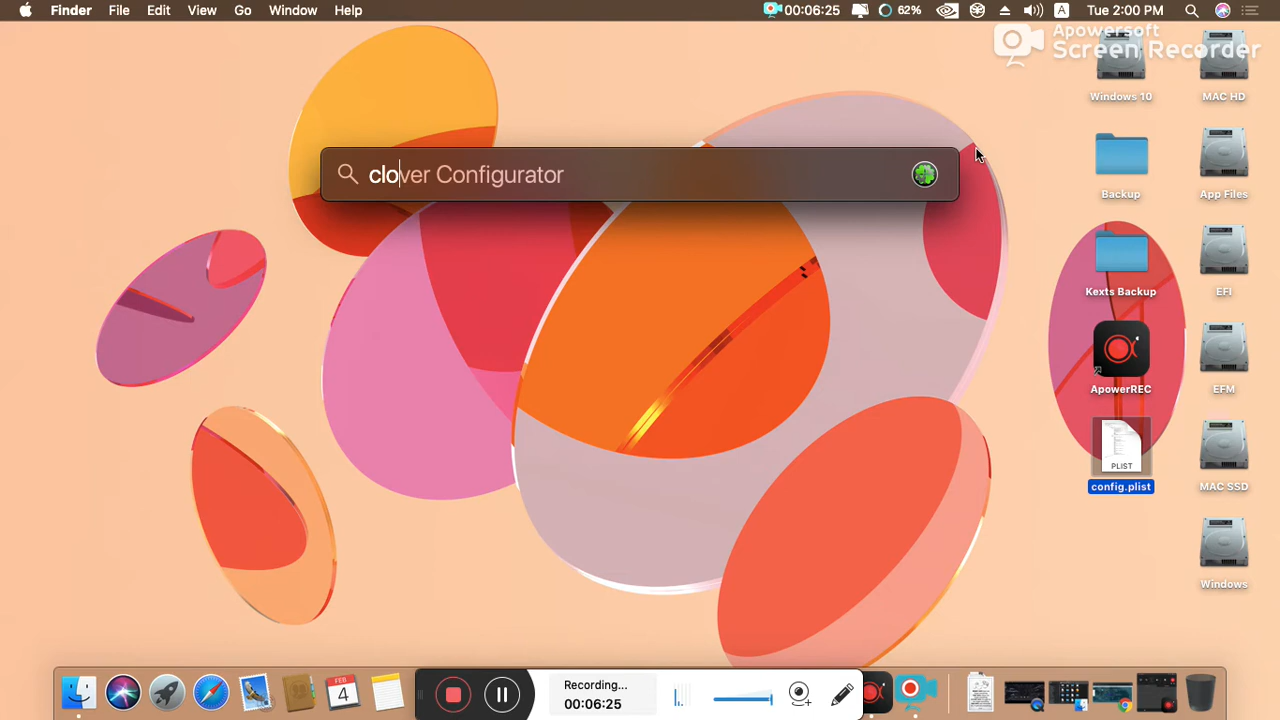 Finder File Edit View Go Window Help 00:06:25 62% A Tue 2:00 PM
Apowersoft
Screen Recorder
Windows 10 MAC HD
clover Configurator
Backup App Files
Kexts Backup EFI
ApowerREC EFM
PLIST
config.plist MAC SSD
Windows
FEB
4
Recording...
00:06:25